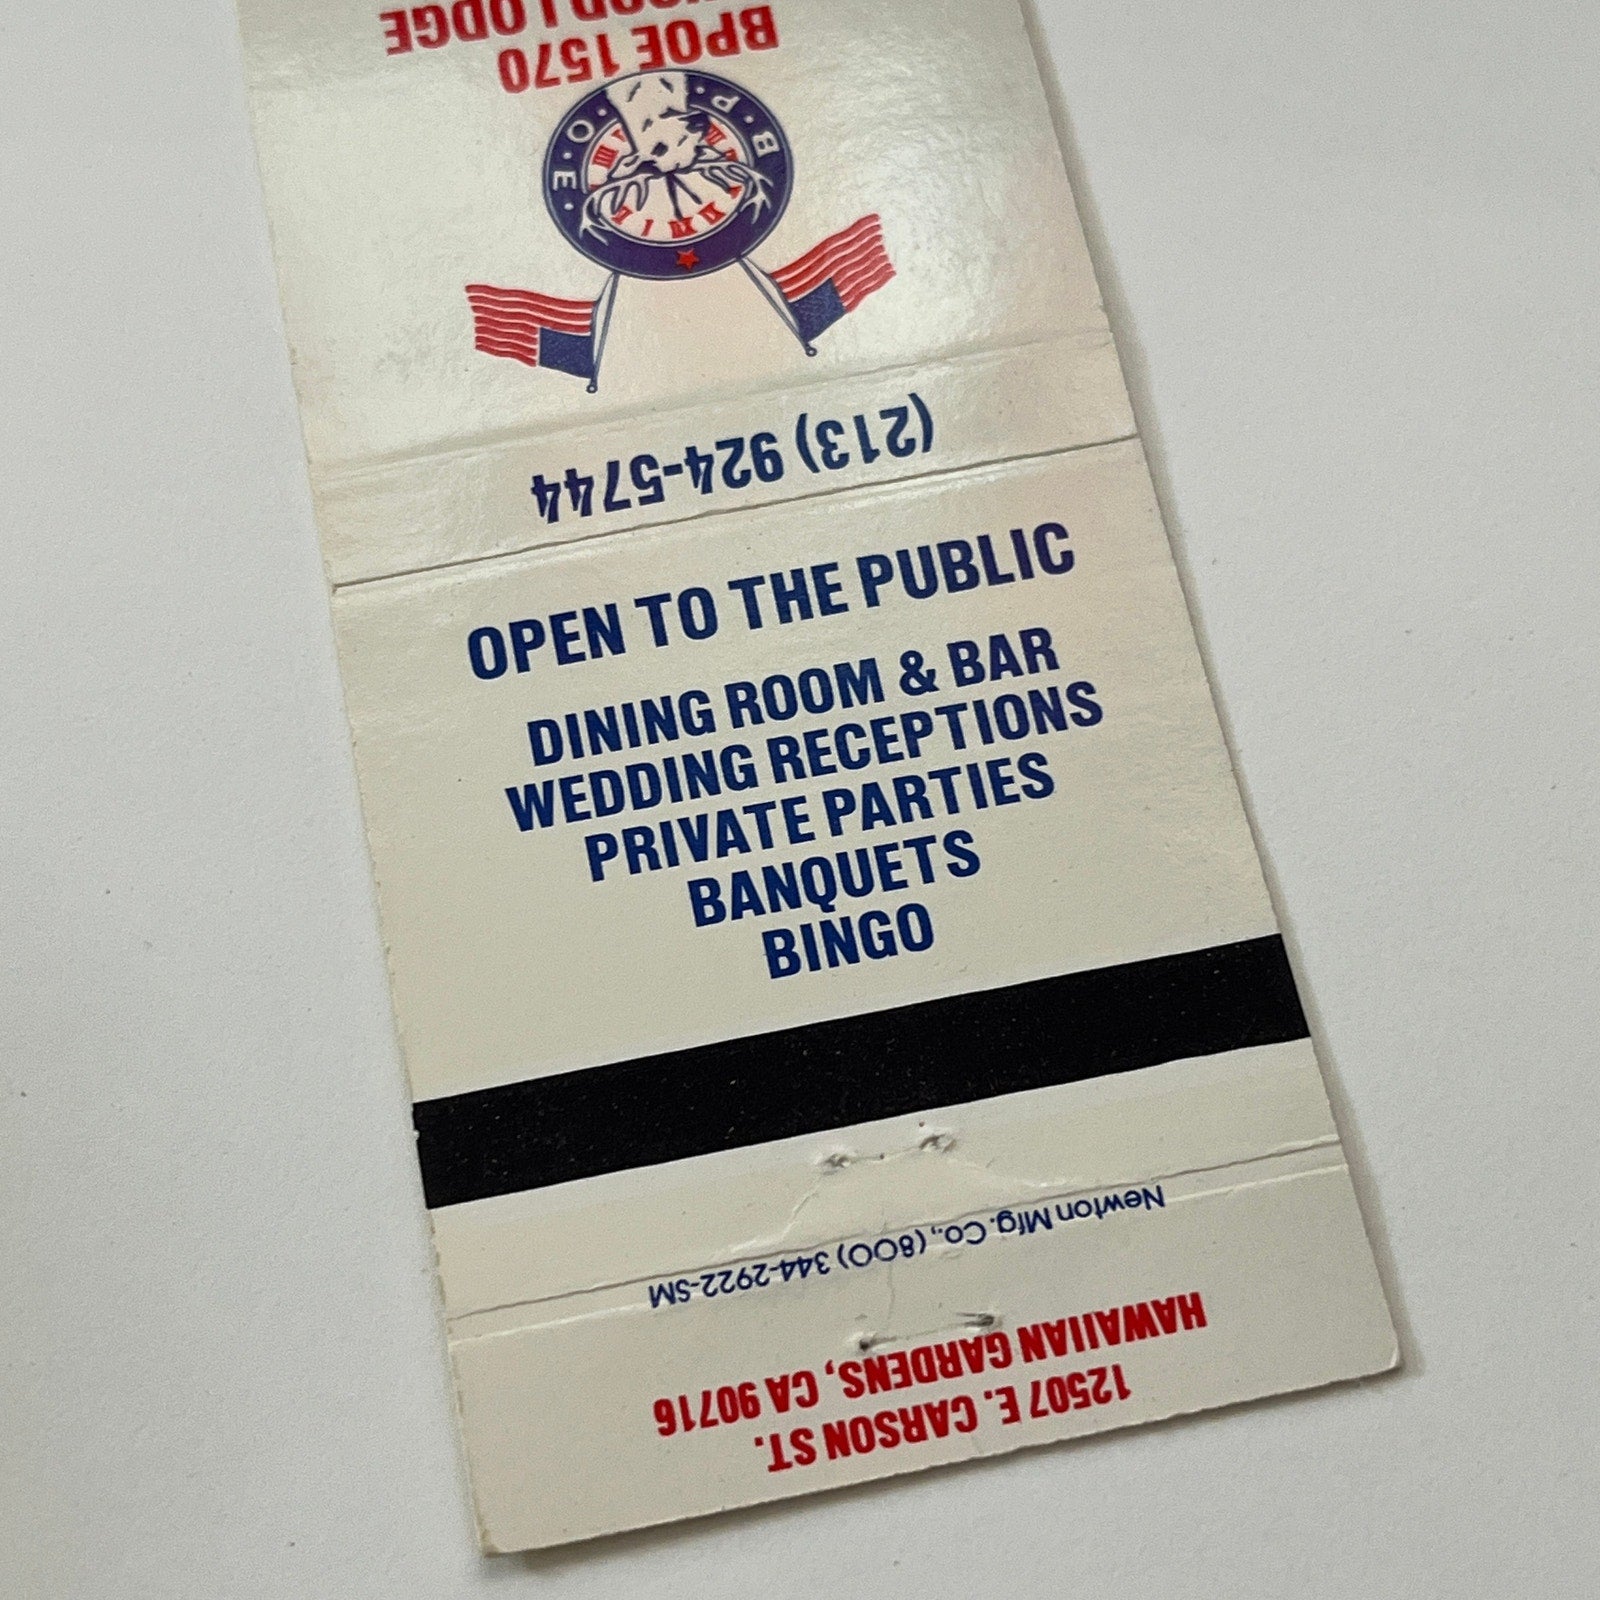 LODGE
BPOE 1570
B.P.O.E.
(213) 924-5744
OPEN TO THE PUBLIC
DINING ROOM & BAR
WEDDING RECEPTIONS
PRIVATE PARTIES
BANQUETS
BINGO
Newton Mfg. Co., (800) 344-2922-SM
12507 E. CARSON ST.
HAWAIIAN GARDENS, CA 90716